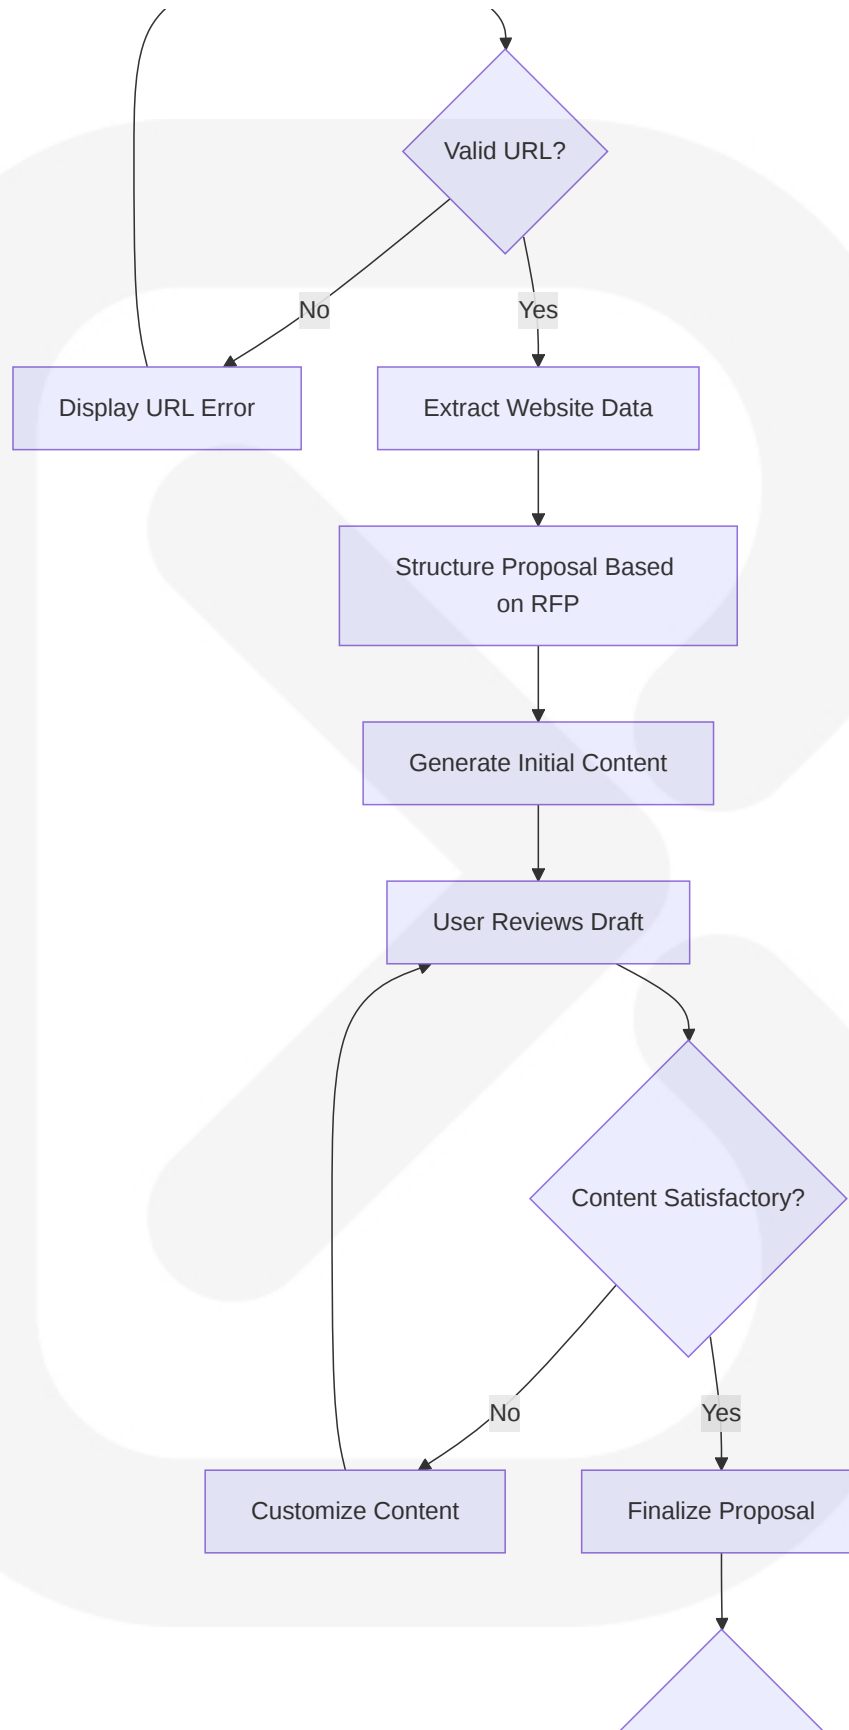 Valid URL?
No
Yes
Display URL Error
Extract Website Data
Structure Proposal Based
on RFP
Generate Initial Content
User Reviews Draft
Content Satisfactory?
No
Yes
Customize Content
Finalize Proposal